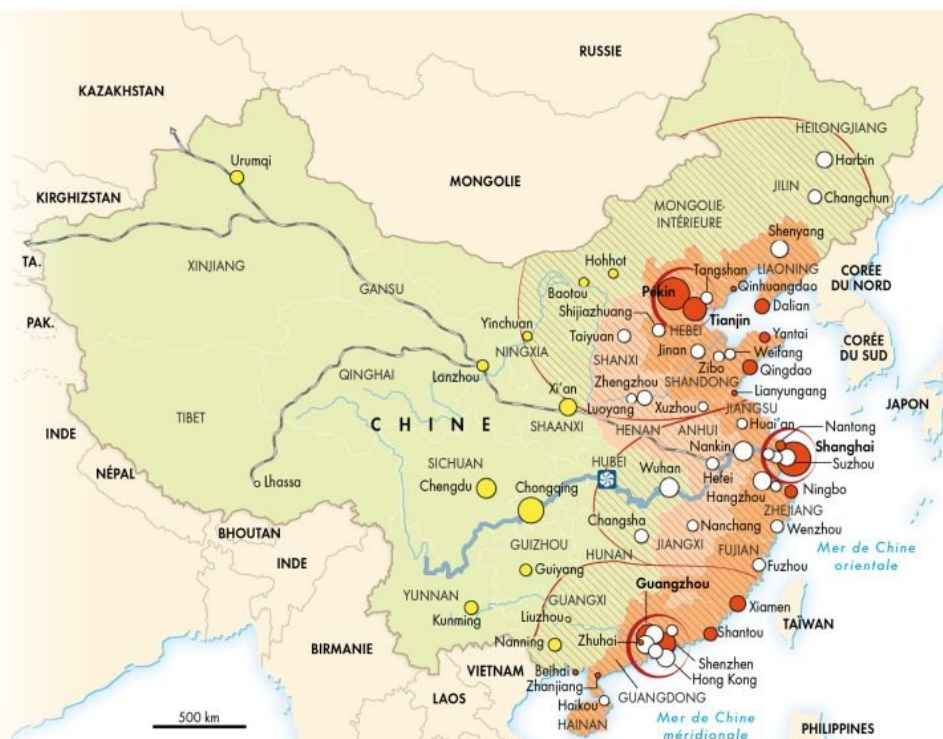 RUSSIE
KAZAKHSTAN
HEILONGJIANG
Harbin
Urumqi
MONGOLIE
JILIN
Changchun
KIRGHIZSTAN
MONGOLIE-
INTÉRIEURE
Shenyang
TA.
XINJIANG
Hohhot
Tangshan
LIAONING
Qinhuangdao
CORÉE
DU NORD
GANSU
Baotou
Pékin
Dalian
PAK.
Shijiazhuang
Tianjin
Yinchuan
Taiyuan
HEBEI
Yantai
CORÉE
DU SUD
NINGXIA
Jinan
Weifang
QINGHAI
Lanzhou
SHANXI
Zibo
Qingdao
Zhengzhou
SHANDONG
Xi'an
Lianyungang
JAPON
TIBET
CHINE
SHAANXI
Luoyang
Xuzhou
JIANGSU
INDE
HENAN
ANHUI
Huai'an
Nantong
Nankin
Shanghai
NÉPAL
SICHUAN
HUBEI
Wuhan
Suzhou
Lhassa
Chengdu
Chongqing
Hefei
Hangzhou
Ningbo
ZHEJIANG
BHOUTAN
Changsha
Nanchang
Wenzhou
GUIZHOU
HUNAN
JIANGXI
FUJIAN
Mer de Chine
orientale
INDE
Guiyang
Fuzhou
YUNNAN
GUANGXI
Guangzhou
Kunming
Liuzhou
Xiamen
TAÏWAN
BIRMANIE
Nanning
Zhuhai
Shantou
VIETNAM
Beihai
Shenzhen
Zhanjiang
Hong Kong
LAOS
GUANGDONG
Haikou
500 km
HAINAN
Mer de Chine
méridionale
PHILIPPINES